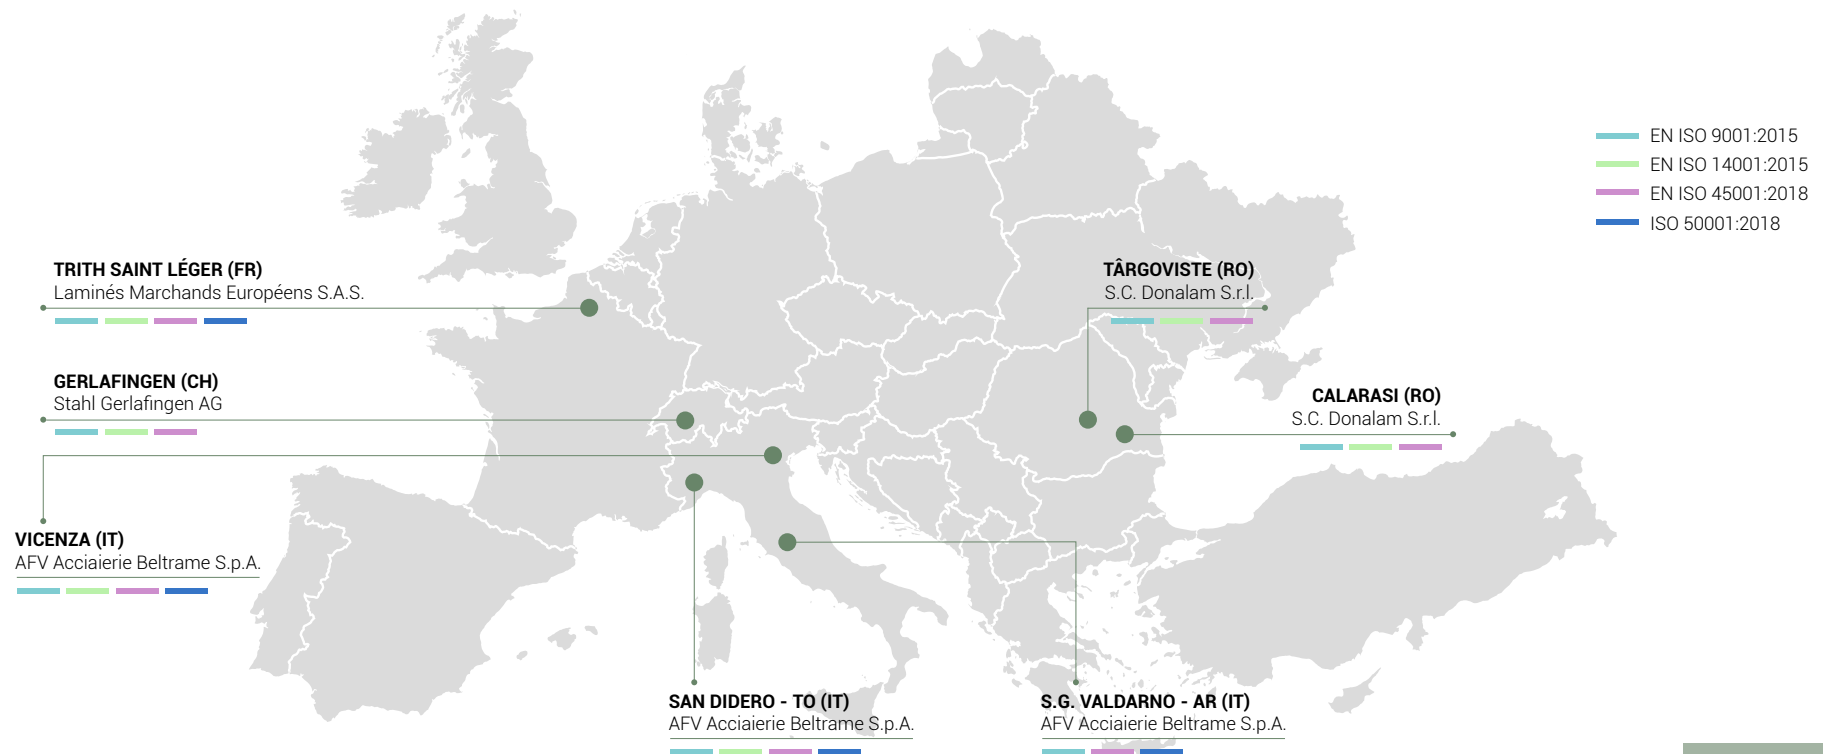 EN ISO 9001:2015
EN ISO 14001:2015
EN ISO 45001:2018
ISO 50001:2018
TRITH SAINT LÉGER (FR)
Laminés Marchands Européens S.A.S.
TÂRGOVISTE (RO)
S.C. Donalam S.r.l.
GERLAFINGEN (CH)
Stahl Gerlafingen AG
CALARASI (RO)
S.C. Donalam S.r.l.
VICENZA (IT)
AFV Acciaierie Beltrame S.p.A.
SAN DIDERO - TO (IT)
AFV Acciaierie Beltrame S.p.A.
S.G. VALDARNO - AR (IT)
AFV Acciaierie Beltrame S.p.A.